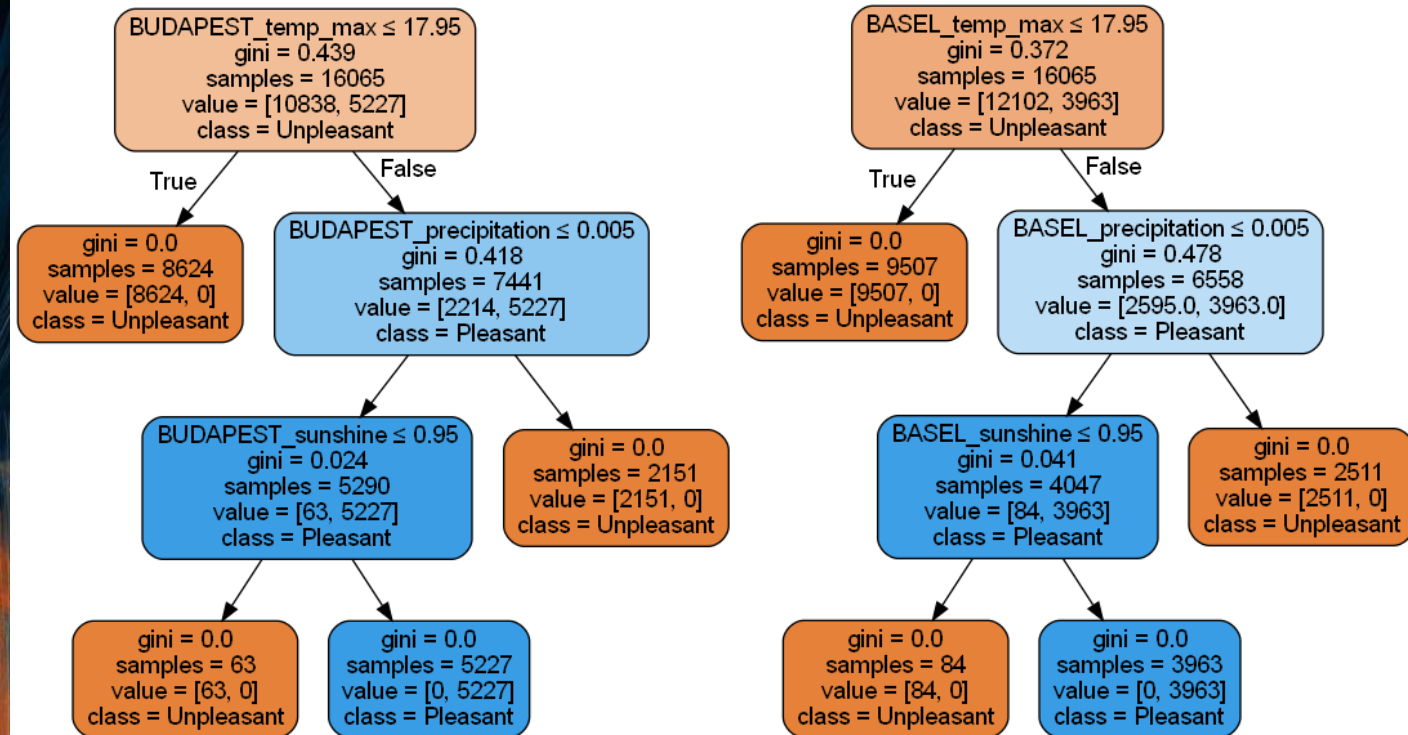 BUDAPEST_temp_max ≤ 17.95
gini = 0.439
samples = 16065
value = [10838, 5227]
class = Unpleasant
True
False
gini = 0.0
samples = 8624
value = [8624, 0]
class = Unpleasant
BUDAPEST_precipitation ≤ 0.005
gini = 0.418
samples = 7441
value = [2214, 5227]
class = Pleasant
BUDAPEST_sunshine ≤ 0.95
gini = 0.024
samples = 5290
value = [63, 5227]
class = Pleasant
gini = 0.0
samples = 2151
value = [2151, 0]
class = Unpleasant
gini = 0.0
samples = 63
value = [63, 0]
class = Unpleasant
gini = 0.0
samples = 5227
value = [0, 5227]
class = Pleasant
BASEL_temp_max ≤ 17.95
gini = 0.372
samples = 16065
value = [12102, 3963]
class = Unpleasant
True
False
gini = 0.0
samples = 9507
value = [9507, 0]
class = Unpleasant
BASEL_precipitation ≤ 0.005
gini = 0.478
samples = 6558
value = [2595.0, 3963.0]
class = Pleasant
BASEL_sunshine ≤ 0.95
gini = 0.041
samples = 4047
value = [84, 3963]
class = Pleasant
gini = 0.0
samples = 2511
value = [2511, 0]
class = Unpleasant
gini = 0.0
samples = 84
value = [84, 0]
class = Unpleasant
gini = 0.0
samples = 3963
value = [0, 3963]
class = Pleasant